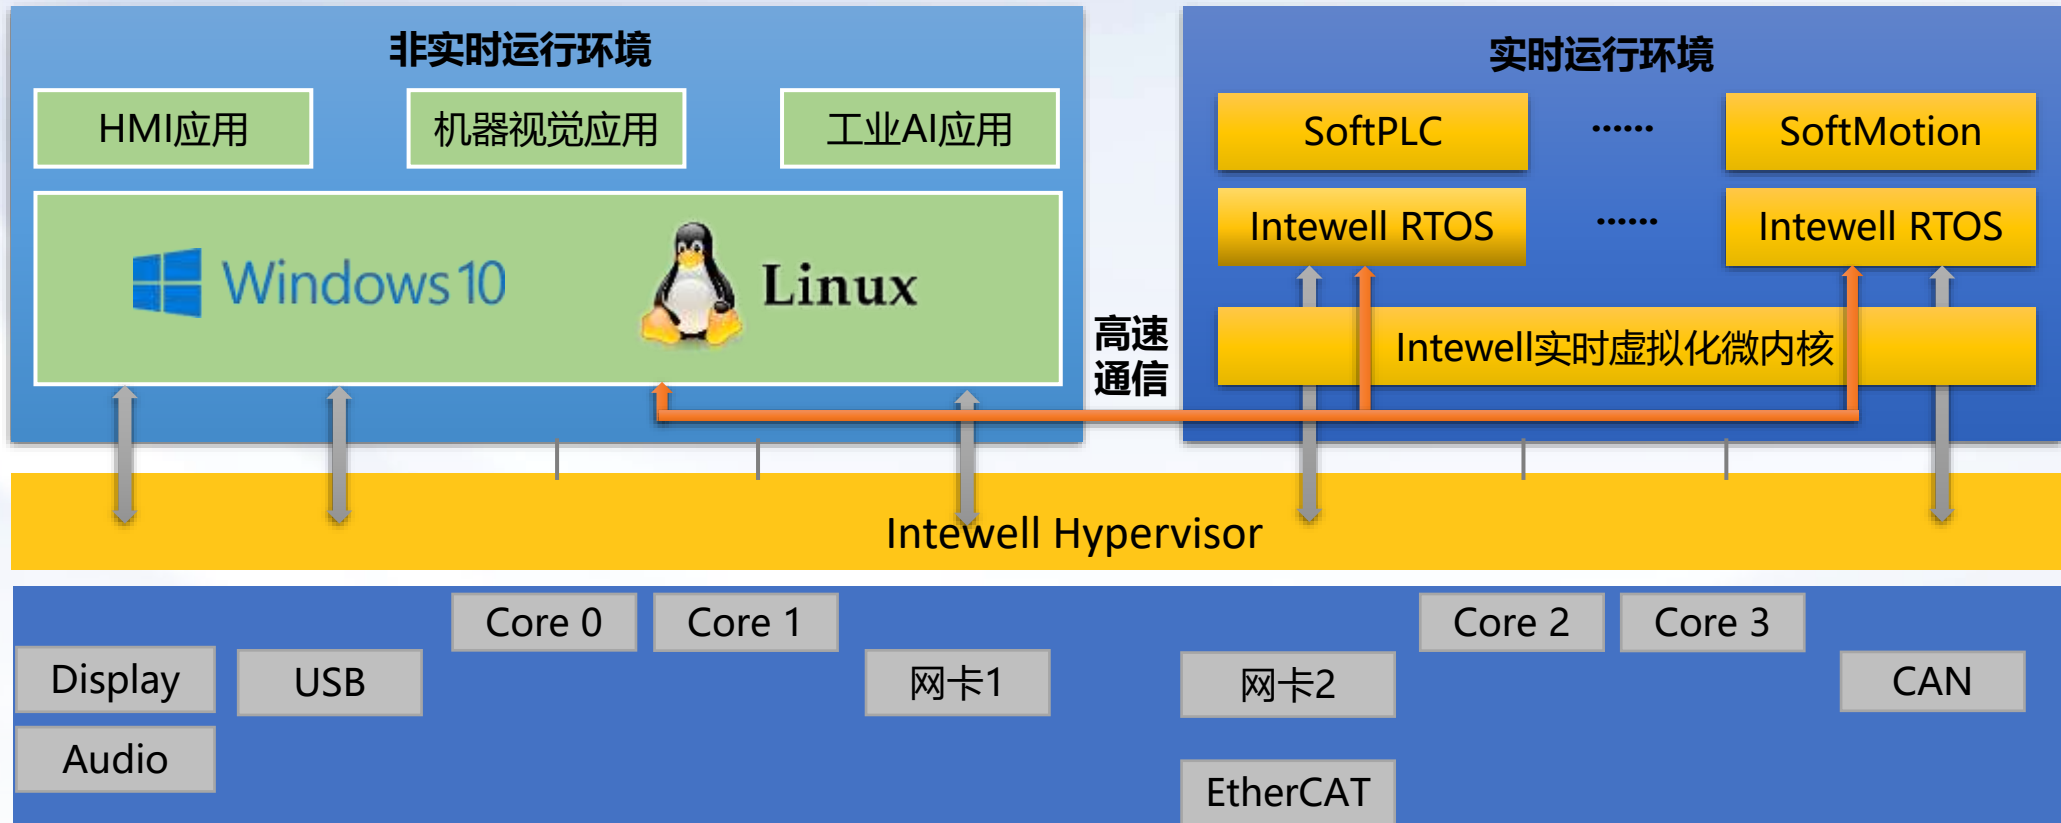 非实时运行环境
HMI应用
机器视觉应用
工业AI应用
Windows 10
Linux
高速
通信
实时运行环境
SoftPLC
……
SoftMotion
Intewell RTOS
……
Intewell RTOS
Intewell实时虚拟化微内核
Intewell Hypervisor
Core 0
Core 1
Core 2
Core 3
Display
USB
网卡1
网卡2
CAN
Audio
EtherCAT